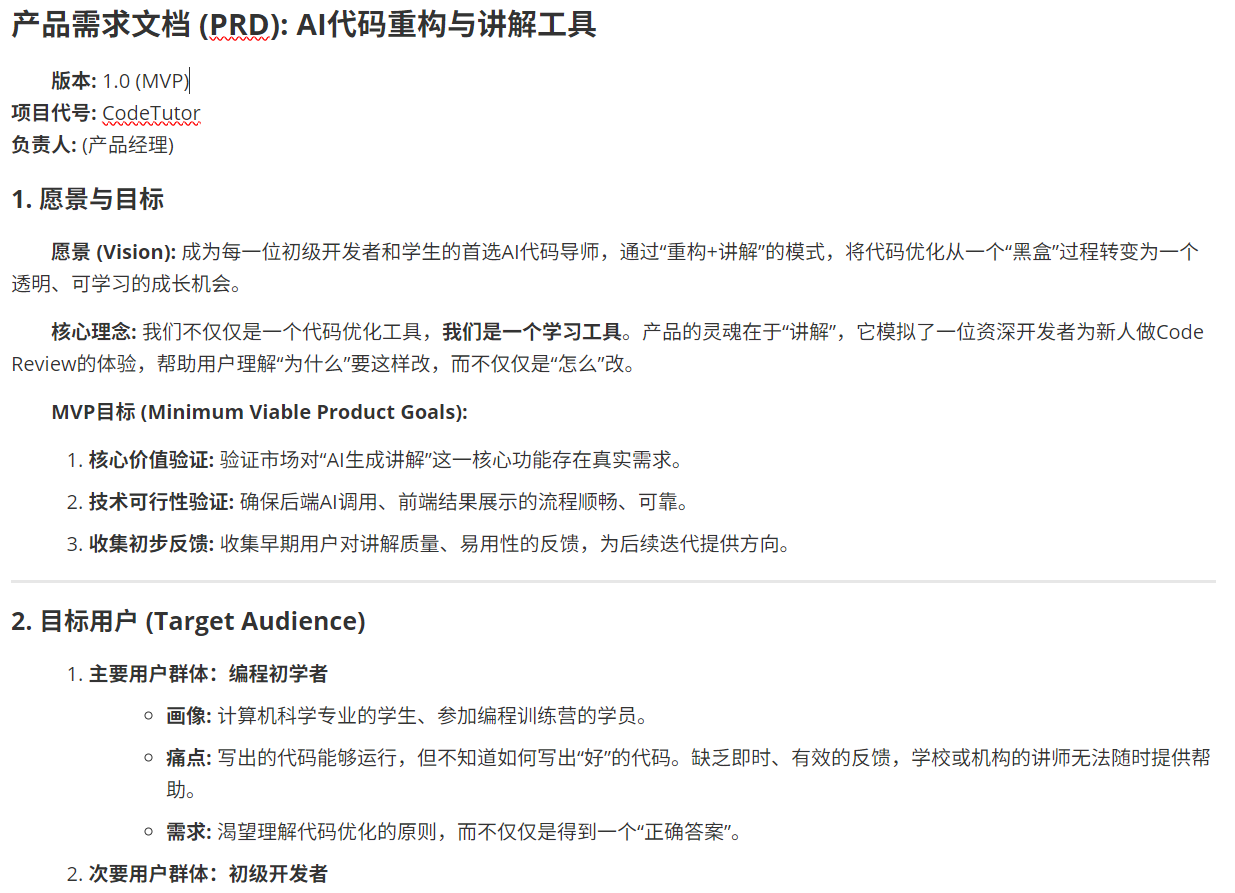 产品需求文档 (PRD): AI代码重构与讲解工具
版本: 1.0 (MVP)
项目代号: CodeTutor
负责人: (产品经理)
1. 愿景与目标
愿景 (Vision): 成为每一位初级开发者和学生的首选AI代码导师，通过“重构+讲解”的模式，将代码优化从一个“黑盒”过程转变为一个
透明、可学习的成长机会。
核心理念: 我们不仅仅是一个代码优化工具，我们是一个学习工具。产品的灵魂在于“讲解”，它模拟了一位资深开发者为新人做Code
Review的体验，帮助用户理解“为什么”要这样改，而不仅仅是“怎么”改。
MVP目标 (Minimum Viable Product Goals):
1. 核心价值验证: 验证市场对“AI生成讲解”这一核心功能存在真实需求。
2. 技术可行性验证: 确保后端AI调用、前端结果展示的流程顺畅、可靠。
3. 收集初步反馈: 收集早期用户对讲解质量、易用性的反馈，为后续迭代提供方向。
2. 目标用户 (Target Audience)
1. 主要用户群体：编程初学者
◦ 画像: 计算机科学专业的学生、参加编程训练营的学员。
◦ 痛点: 写出的代码能够运行，但不知道如何写出“好”的代码。缺乏即时、有效的反馈，学校或机构的讲师无法随时提供帮
助。
◦ 需求: 渴望理解代码优化的原则，而不仅仅是得到一个“正确答案”。
2. 次要用户群体：初级开发者